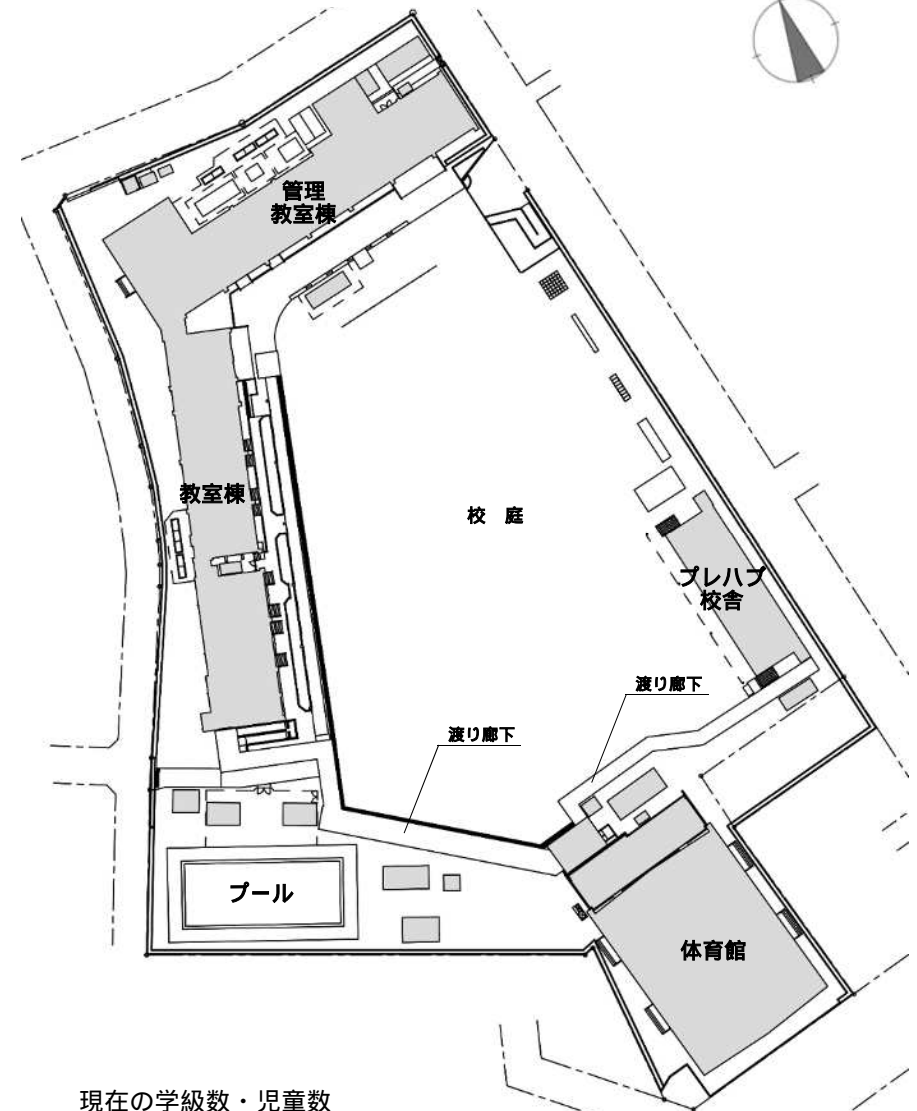 管理
教室棟
教室棟
校 庭
プレハブ
校舎
渡り廊下
渡り廊下
プール
体育館
現在の学級数・児童数